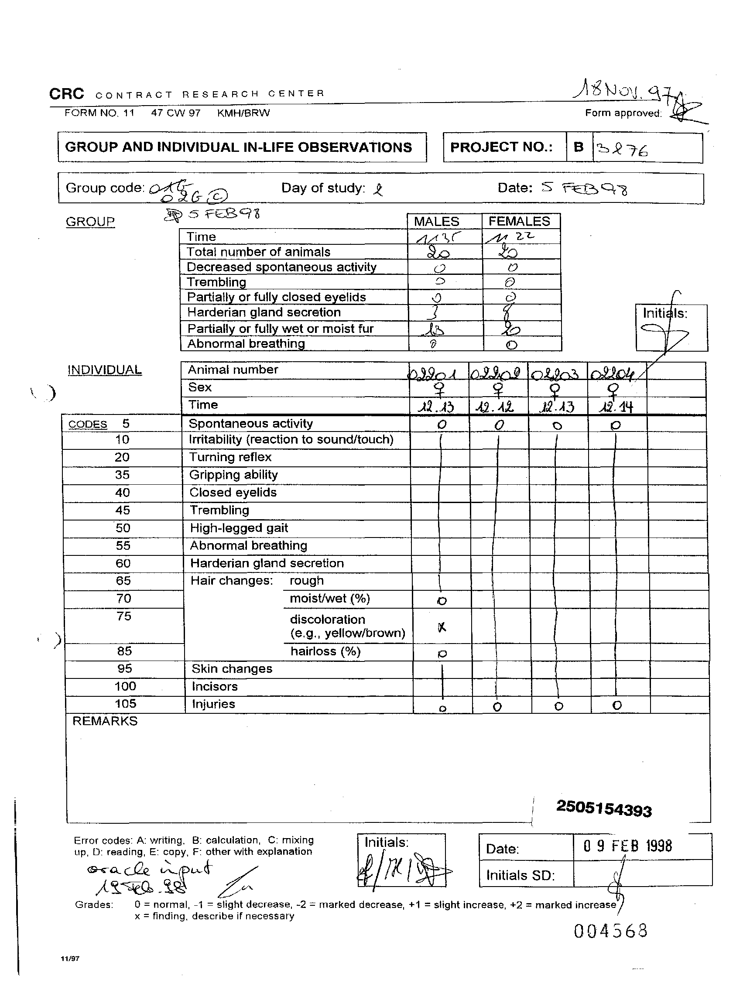 CRC CONTRACT RESEARCH CENTER
18 NOV. 97
FORM NO. 11 47 CW 97 KMH/BRW
Form approved:
GROUP AND INDIVIDUAL IN-LIFE OBSERVATIONS
PROJECT NO.: B 3276
Group code: 02G C Day of study: 2 Date: 5 FEB 98
5 FEB 98
GROUP MALES FEMALES
Time 1135 1122
Total number of animals 20 20
Decreased spontaneous activity 0 0
Trembling 0 0
Partially or fully closed eyelids 0 0
Harderian gland secretion 3 8
Initials:
Partially or fully wet or moist fur 13 20
Abnormal breathing 0 0
INDIVIDUAL Animal number 02201 02202 02203 02204
Sex ♀ ♀ ♀ ♀
Time 12.13 12.12 12.13 12.14
CODES 5 Spontaneous activity 0 0 0 0
10 Irritability (reaction to sound/touch)
20 Turning reflex
35 Gripping ability
40 Closed eyelids
45 Trembling
50 High-legged gait
55 Abnormal breathing
60 Harderian gland secretion
65 Hair changes: rough
70 moist/wet (%) 0
75 discoloration
(e.g., yellow/brown) x
85 hairloss (%) 0
95 Skin changes
100 Incisors
105 Injuries 0 0 0 0
REMARKS
2505154393
Error codes: A: writing, B: calculation, C: mixing
up, D: reading, E: copy, F: other with explanation
Initials:
Date: 09 FEB 1998
oracle input
19 Feb. 98
Initials SD:
Grades: 0 = normal, -1 = slight decrease, -2 = marked decrease, +1 = slight increase, +2 = marked increase
x = finding, describe if necessary
004568
11/97